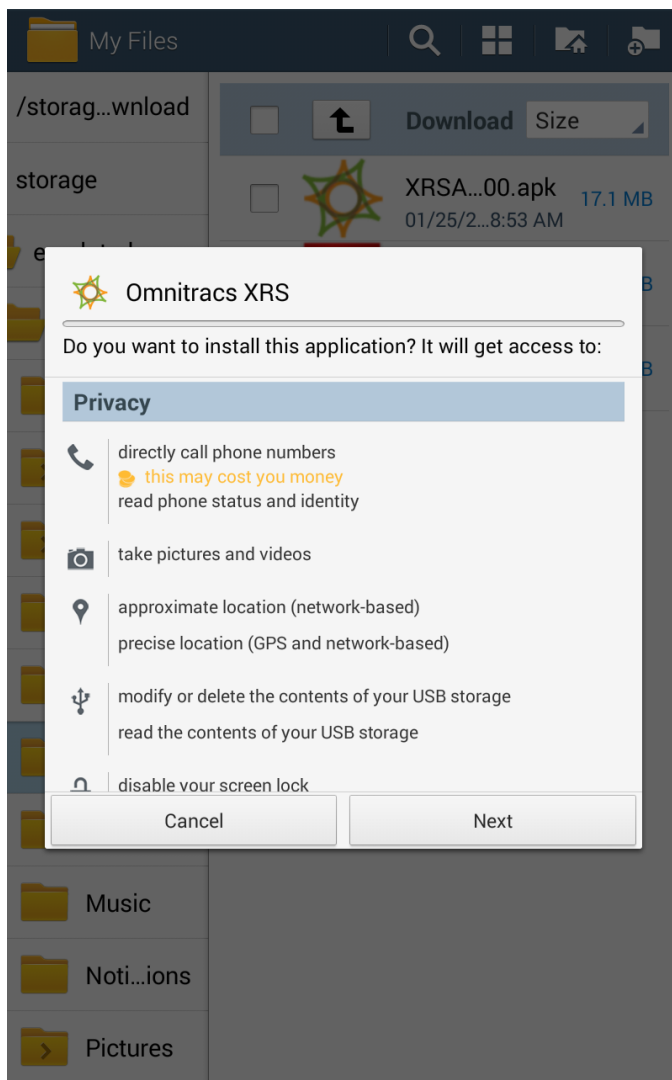 My Files
/storag...wnload
Download
Size
storage
XRSA...00.apk
17.1 MB
01/25/2...8:53 AM
e
B
B
Omnitracs XRS
Do you want to install this application? It will get access to:
Privacy
directly call phone numbers
this may cost you money
read phone status and identity
take pictures and videos
approximate location (network-based)
precise location (GPS and network-based)
modify or delete the contents of your USB storage
read the contents of your USB storage
disable your screen lock
Cancel
Next
Music
Noti...ions
Pictures